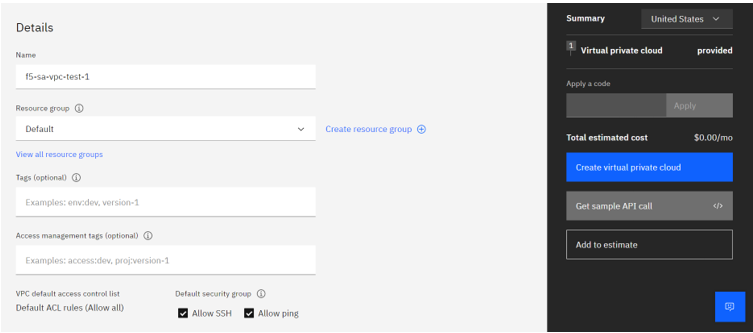 Details
Name
f5-sa-vpc-test-1
Resource group
Default
Create resource group
View all resource groups
Tags (optional)
Examples: env:dev, version-1
Access management tags (optional)
Examples: access:dev, proj:version-1
VPC default access control list
Default ACL rules (Allow all)
Default security group
Allow SSH
Allow ping
Summary
United States
1
Virtual private cloud provided
Apply a code
Apply
Total estimated cost $0.00/mo
Create virtual private cloud
Get sample API call </>
Add to estimate